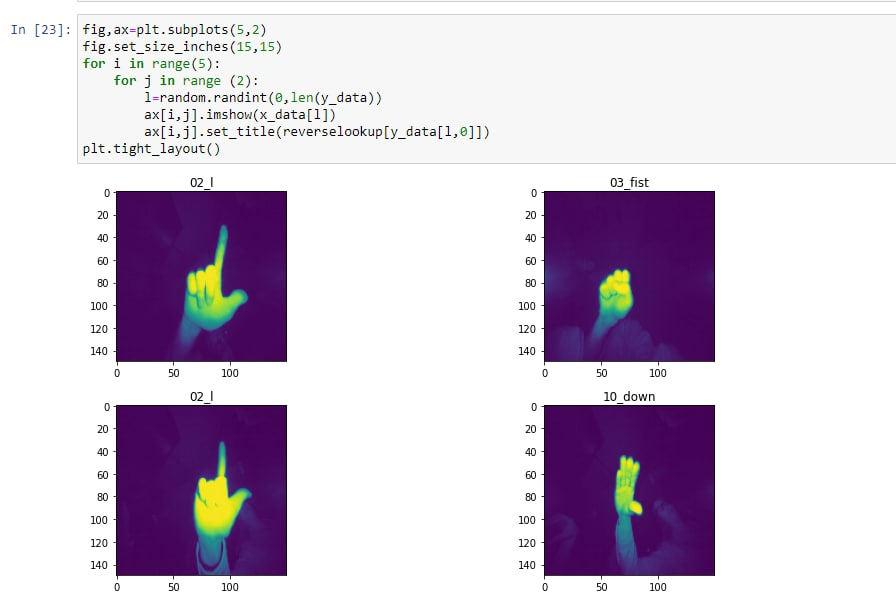 In [23]: fig,ax=plt.subplots(5,2)
fig.set_size_inches(15,15)
for i in range(5):
    for j in range (2):
        l=random.randint(0,len(y_data))
        ax[i,j].imshow(x_data[l])
        ax[i,j].set_title(reverselookup[y_data[l,0]])
plt.tight_layout()
02_l
0
20
40
60
80
100
120
140
0 50 100
03_fist
0
20
40
60
80
100
120
140
0 50 100
02_l
0
20
40
60
80
100
120
140
0 50 100
10_down
0
20
40
60
80
100
120
140
0 50 100